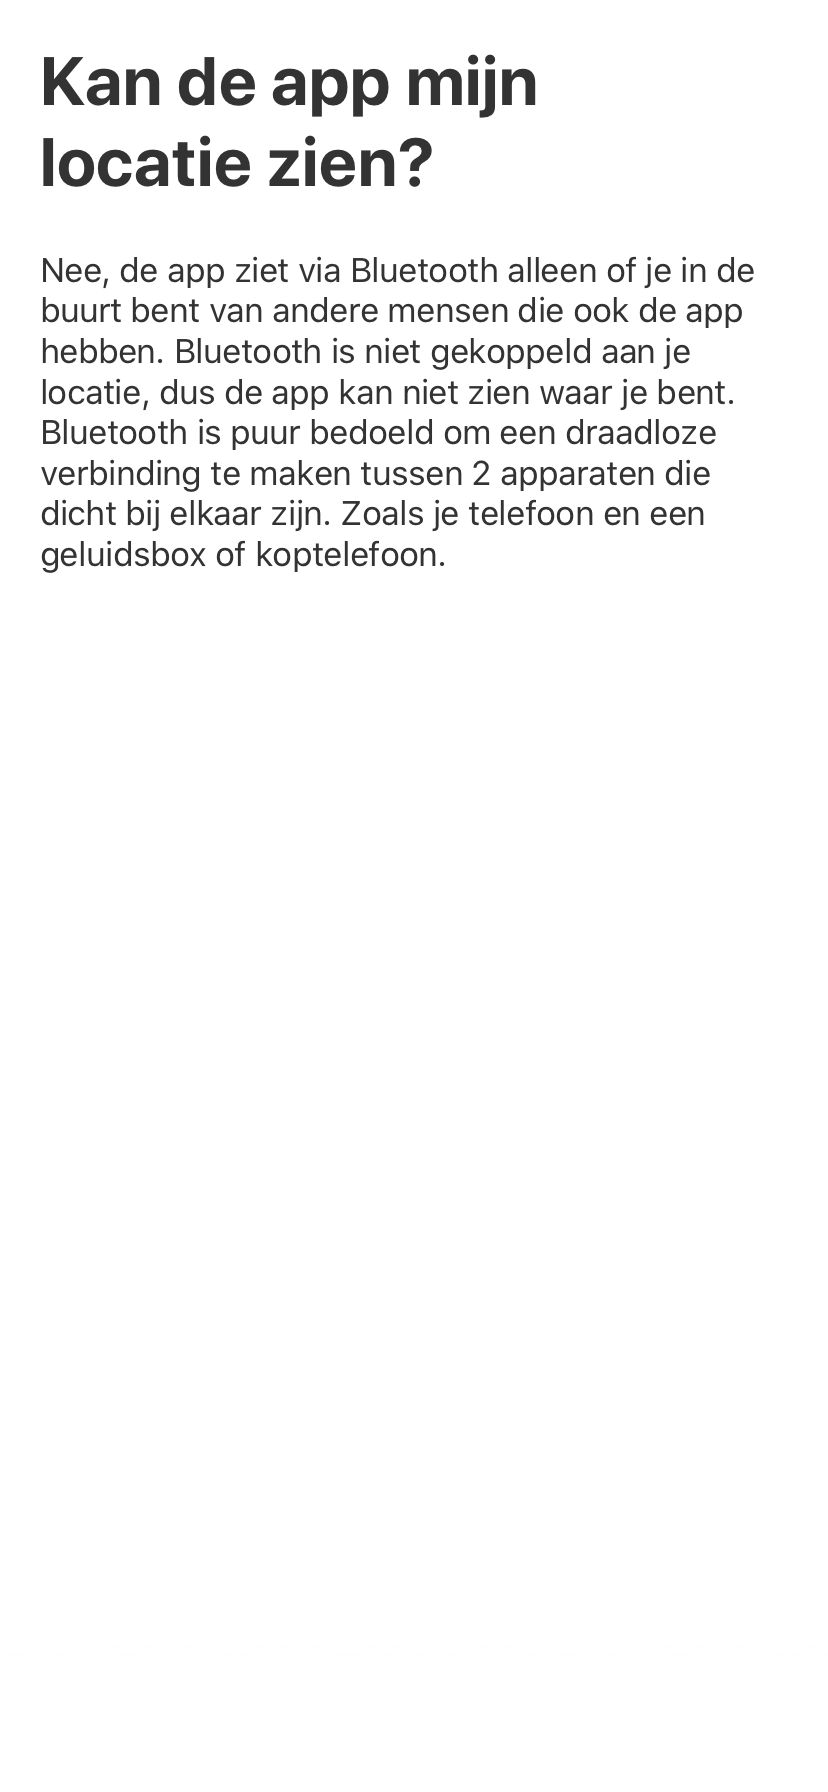 Kan de app mijn
locatie zien?
Nee, de app ziet via Bluetooth alleen of je in de
buurt bent van andere mensen die ook de app
hebben. Bluetooth is niet gekoppeld aan je
locatie, dus de app kan niet zien waar je bent.
Bluetooth is puur bedoeld om een draadloze
verbinding te maken tussen 2 apparaten die
dicht bij elkaar zijn. Zoals je telefoon en een
geluidsbox of koptelefoon.